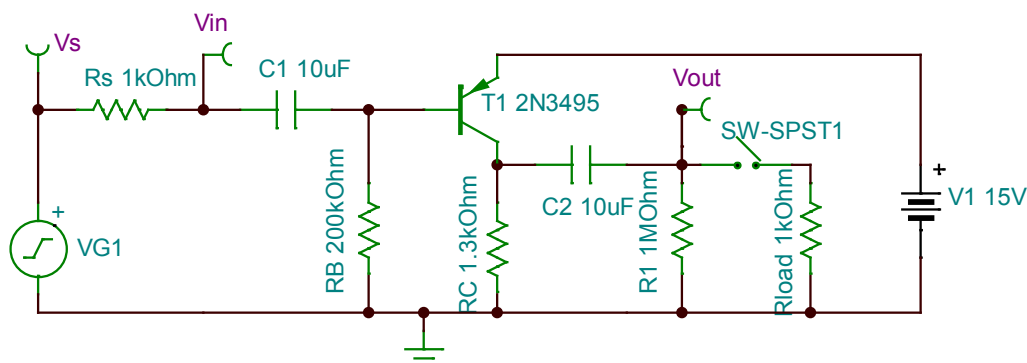 Vs
Vin
Rs 1kOhm
C1 10uF
T1 2N3495
Vout
SW-SPST1
+
V1 15V
C2 10uF
+
VG1
RB 200kOhm
RC 1.3kOhm
R1 1MOhm
Rload 1kOhm